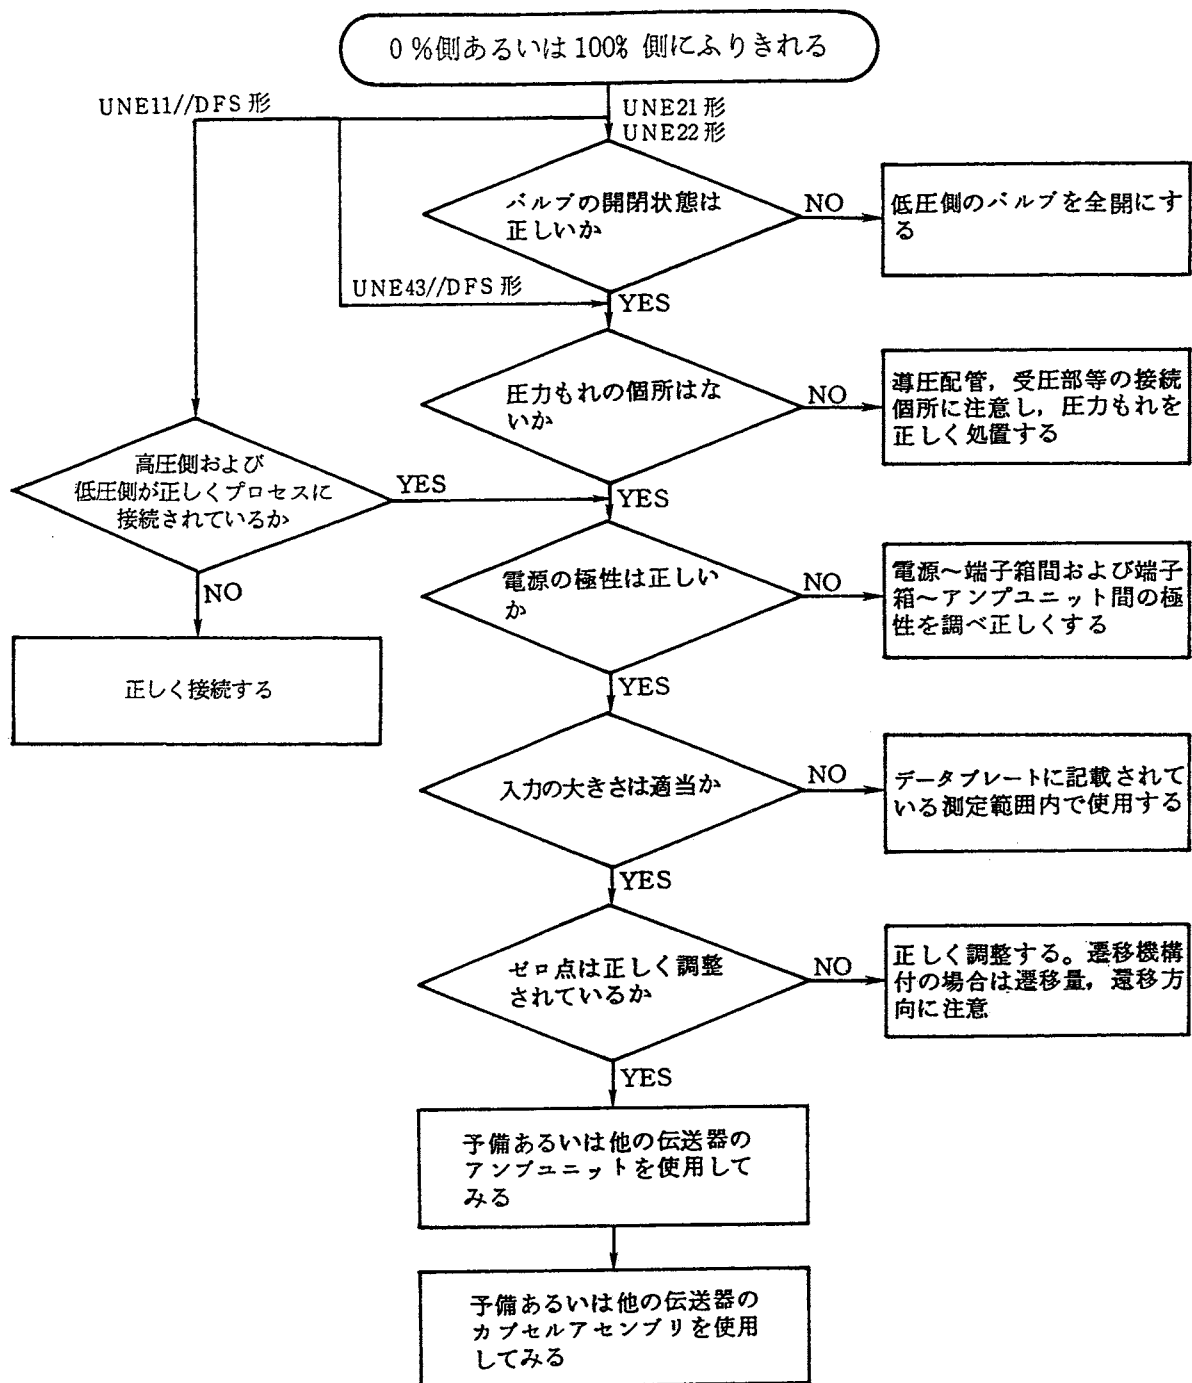 0%側あるいは100%側にふりきれる
UNE11//DFS形
UNE21形
UNE22形
バルブの開閉状態は
正しいか
NO
低圧側のバルブを全開にす
る
UNE43//DFS形
YES
圧力もれの個所はな
いか
NO
導圧配管，受圧部等の接続
個所に注意し，圧力もれを
正しく処置する
高圧側および
低圧側が正しくプロセスに
接続されているか
YES
YES
NO
正しく接続する
電源の極性は正しい
か
NO
電源～端子箱間および端子
箱～アンプユニット間の極
性を調べ正しくする
YES
入力の大きさは適当か
NO
データプレートに記載されて
いる測定範囲内で使用する
YES
ゼロ点は正しく調整
されているか
NO
正しく調整する。遷移機構
付の場合は遷移量，遷移方
向に注意
YES
予備あるいは他の伝送器の
アンプユニットを使用して
みる
予備あるいは他の伝送器の
カプセルアセンブリを使用
してみる